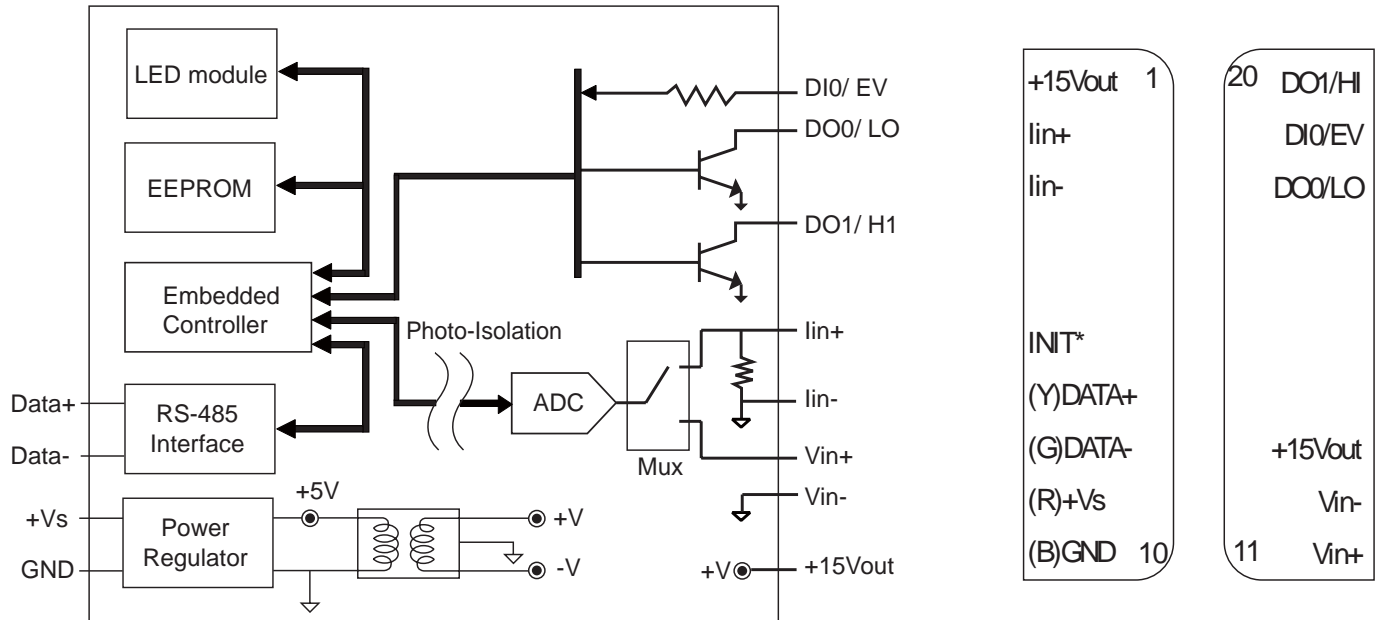 LED module
EEPROM
Embedded
Controller
RS-485
Interface
Data+
Data-
+Vs
GND
Power
Regulator
+5V
+V
-V
Photo-Isolation
ADC
Mux
DI0/ EV
DO0/ LO
DO1/ H1
Iin+
Iin-
Vin+
Vin-
+V
+15Vout
+15Vout 1
Iin+
Iin-
INIT*
(Y)DATA+
(G)DATA-
(R)+Vs
(B)GND 10
20 DO1/HI
DI0/EV
DO0/LO
+15Vout
Vin-
11 Vin+